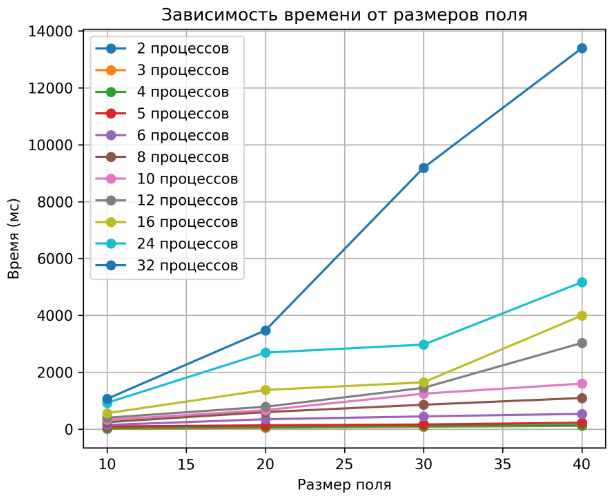 Зависимость времени от размеров поля
14000
12000
10000
8000
6000
4000
2000
0
Время (мс)
2 процессов
3 процессов
4 процессов
5 процессов
6 процессов
8 процессов
10 процессов
12 процессов
16 процессов
24 процессов
32 процессов
10 15 20 25 30 35 40
Размер поля